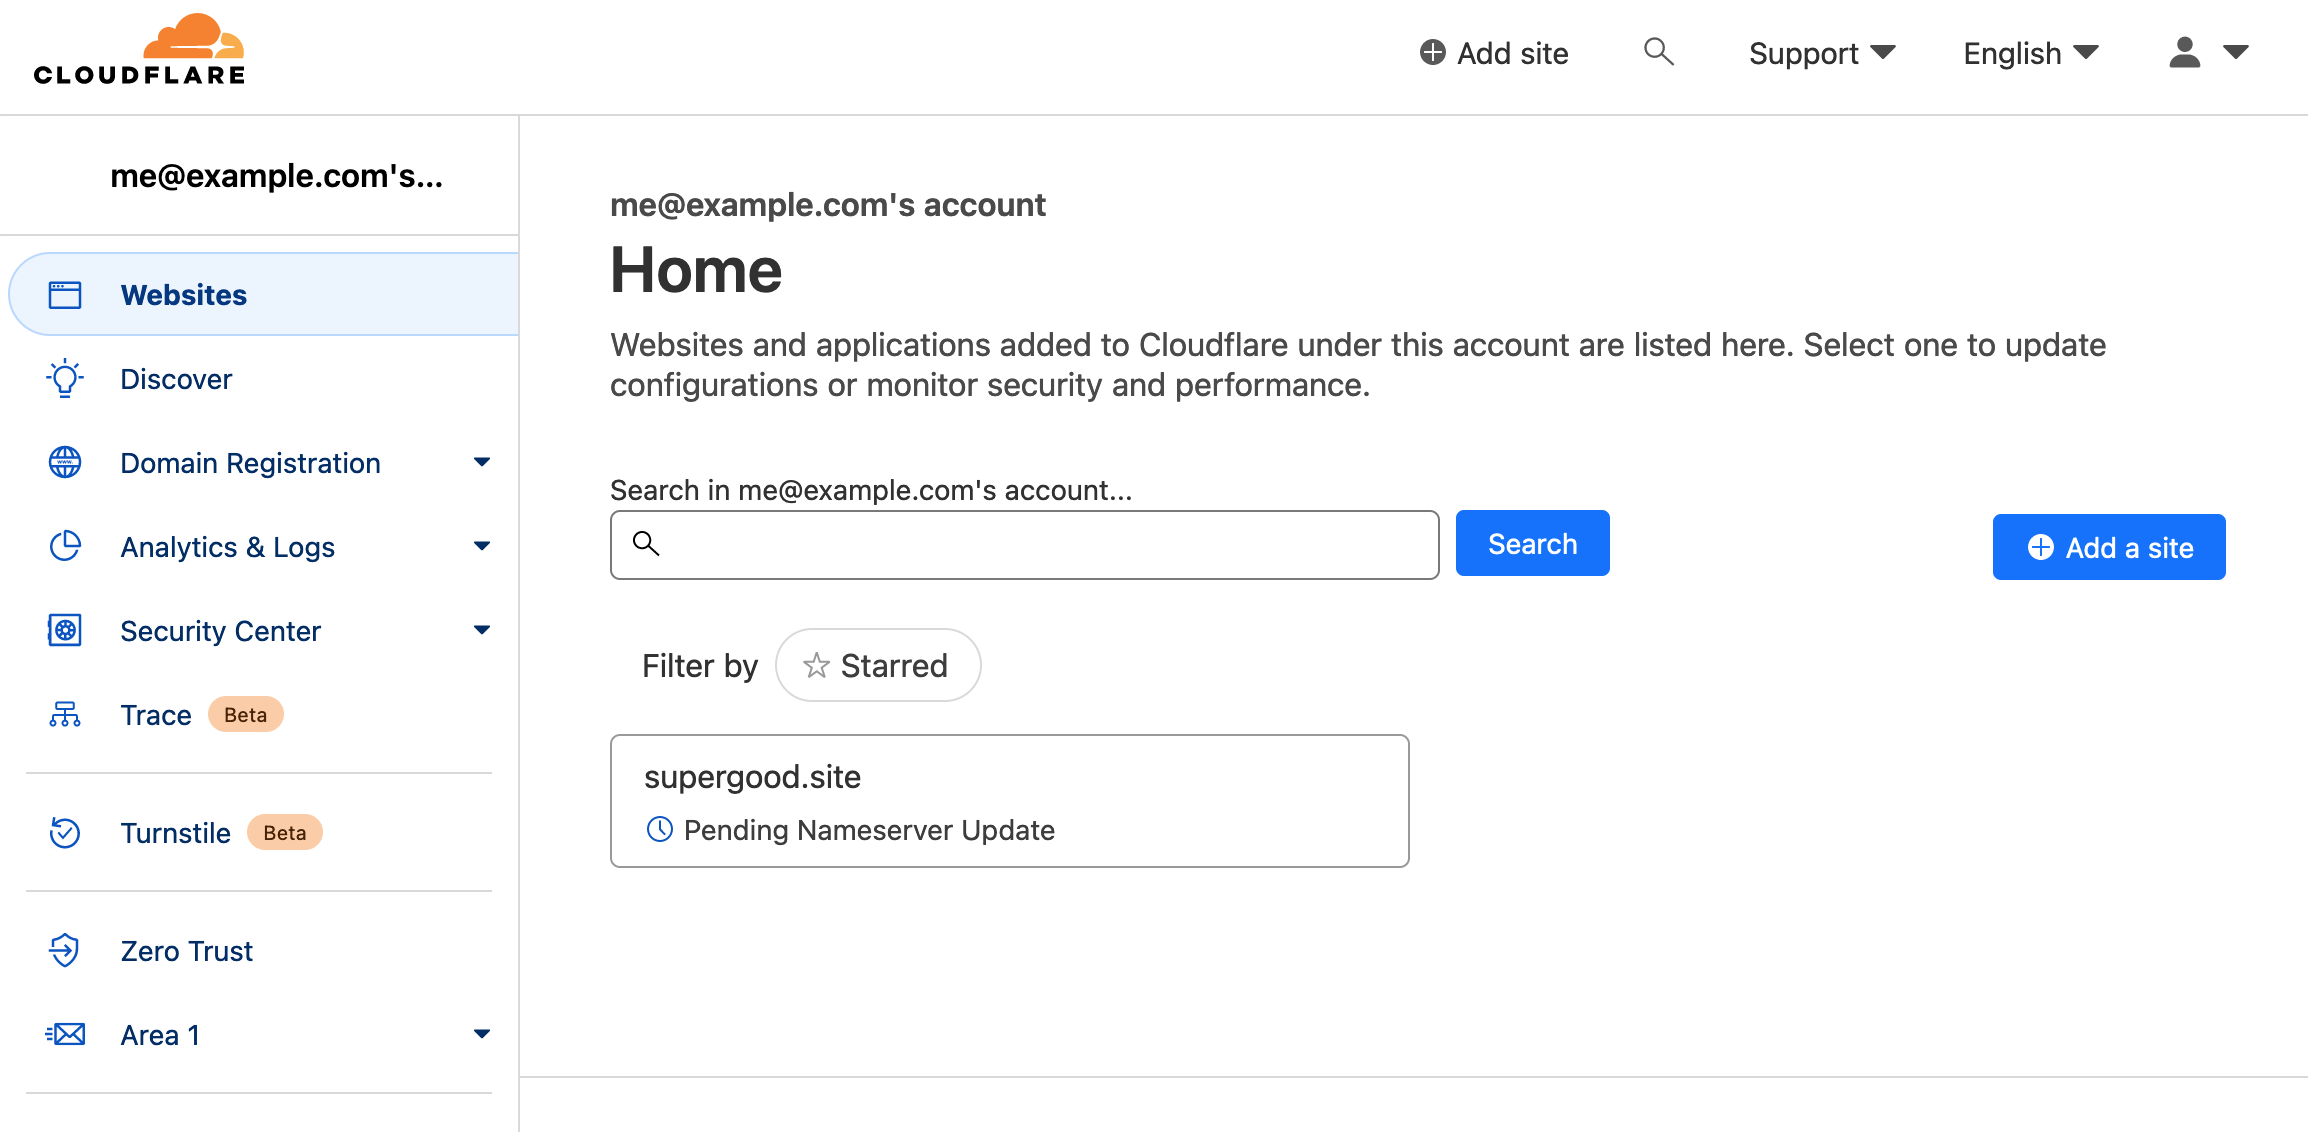 CLOUDFLARE
Add site
Support
English
me@example.com's...
Websites
Discover
Domain Registration
Analytics & Logs
Security Center
Trace Beta
Turnstile Beta
Zero Trust
Area 1
me@example.com's account
Home
Websites and applications added to Cloudflare under this account are listed here. Select one to update
configurations or monitor security and performance.
Search in me@example.com's account...
Search
Add a site
Filter by Starred
supergood.site
Pending Nameserver Update